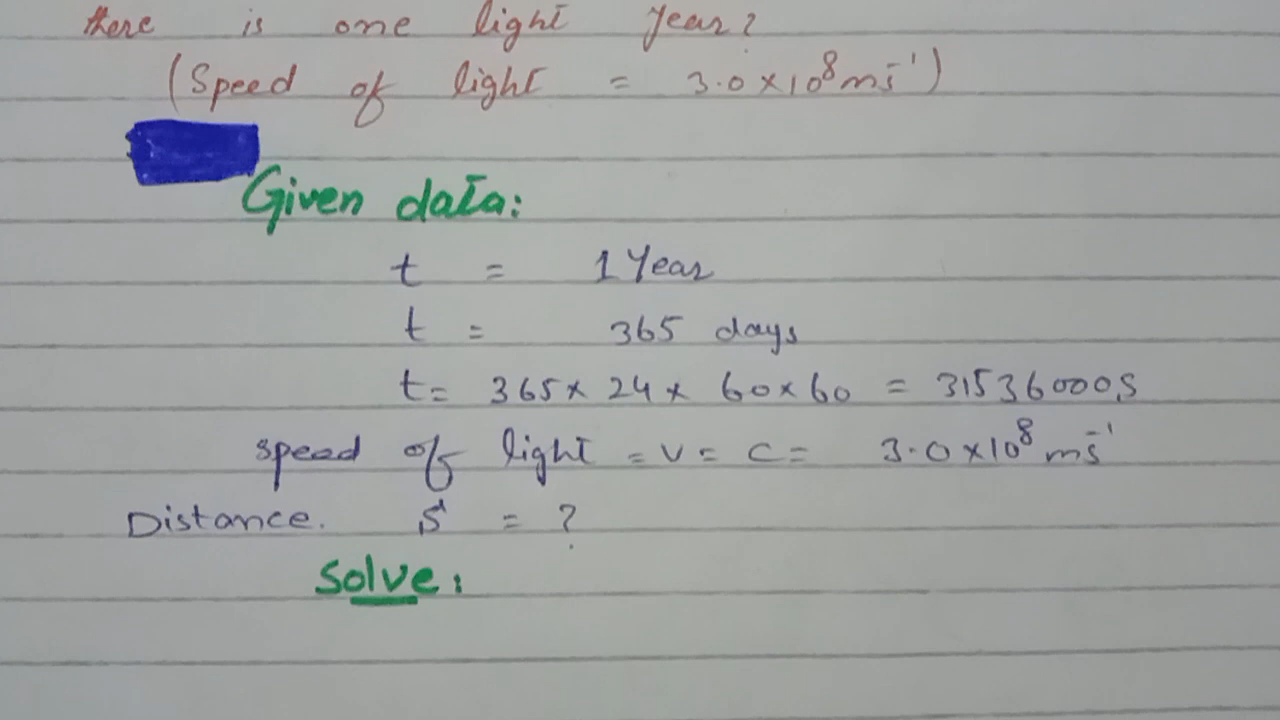 there is one light year?
(Speed of light = 3.0×10⁸ms⁻¹)
Given data:
t = 1 Year
t = 365 days
t= 365× 24× 60×60 = 31536000s
speed of light = v = c = 3.0×10⁸ms⁻¹
Distance. S = ?
Solve: